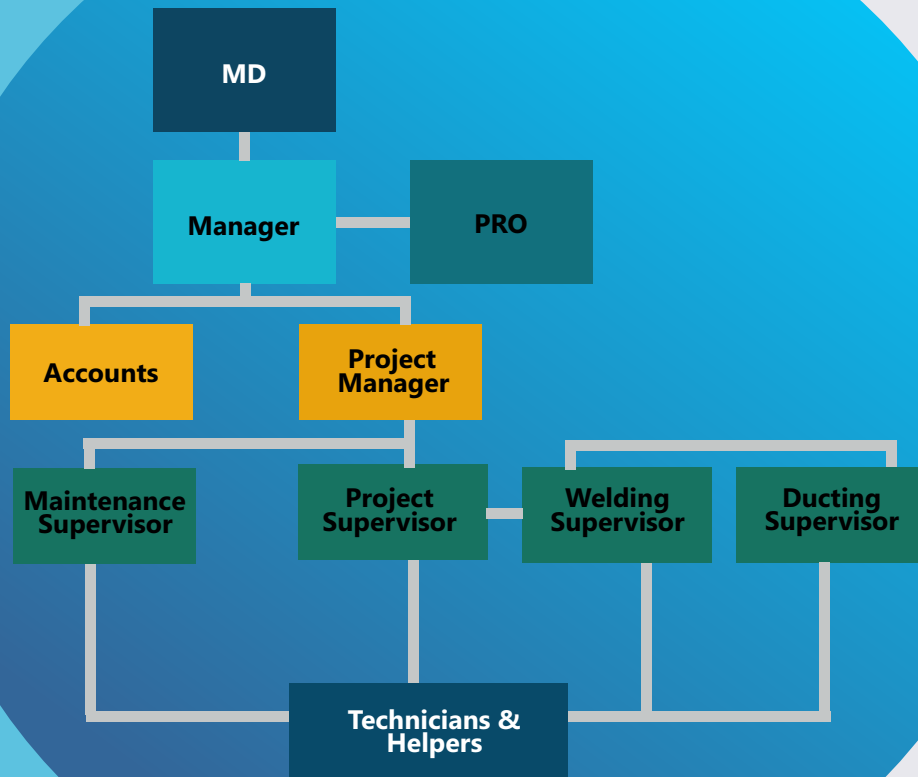 MD
Manager
PRO
Accounts
Project
Manager
Maintenance
Supervisor
Project
Supervisor
Welding
Supervisor
Ducting
Supervisor
Technicians &
Helpers